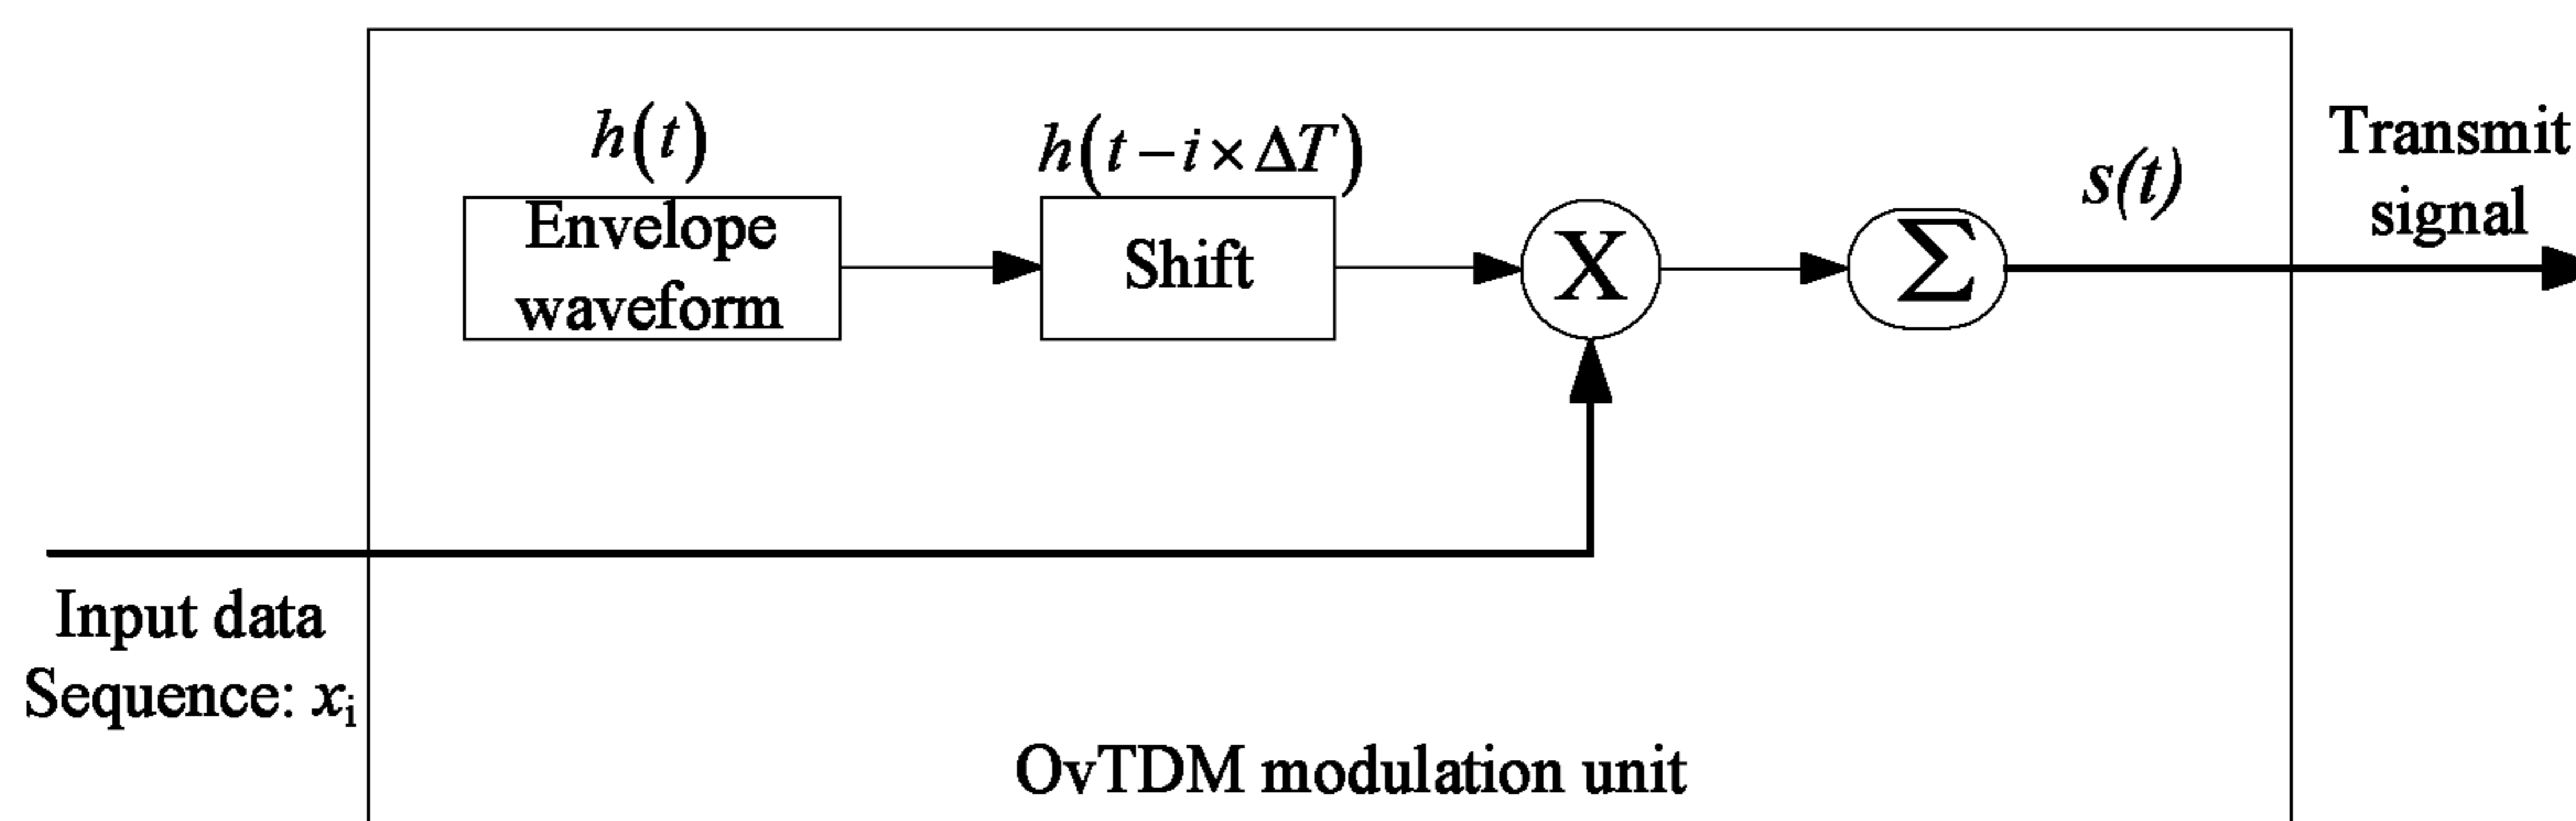 h(t)
Envelope
waveform
h(t−i×ΔT)
Shift
X
Σ
s(t)
Transmit
signal
Input data
Sequence: xᵢ
OvTDM modulation unit